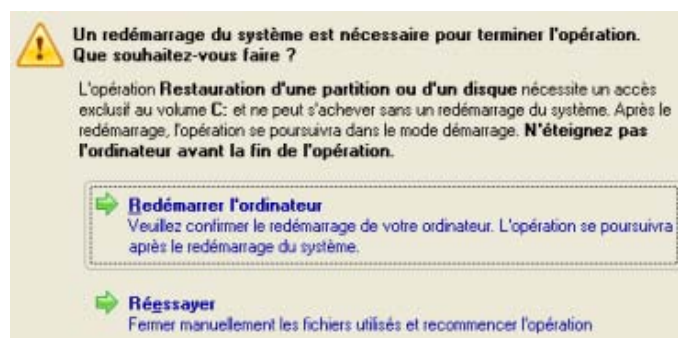 Un redémarrage du système est nécessaire pour terminer l'opération.
Que souhaitez-vous faire ?
L'opération Restauration d'une partition ou d'un disque nécessite un accès
exclusif au volume C: et ne peut s'achever sans un redémarrage du système. Après le
redémarrage, l'opération se poursuivra dans le mode démarrage. N'éteignez pas
l'ordinateur avant la fin de l'opération.
Redémarrer l'ordinateur
Veuillez confirmer le redémarrage de votre ordinateur. L'opération se poursuivra
après le redémarrage du système.
Réessayer
Fermer manuellement les fichiers utilisés et recommencer l'opération